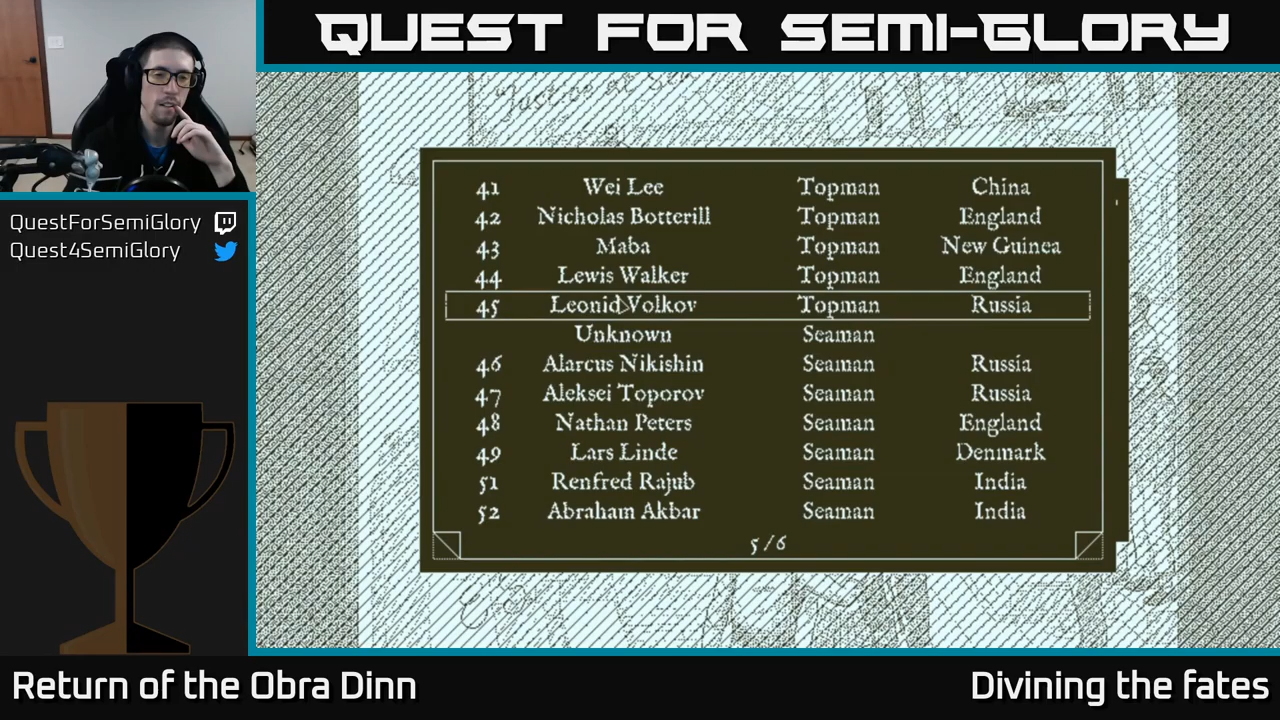 QUEST FOR SEMI-GLORY
QuestForSemiGlory
Quest4SemiGlory
41 Wei Lee Topman China
42 Nicholas Botterill Topman England
43 Maba Topman New Guinea
44 Lewis Walker Topman England
45 Leonid Volkov Topman Russia
Unknown Seaman
46 Alarcus Nikishin Seaman Russia
47 Aleksei Toporov Seaman Russia
48 Nathan Peters Seaman England
49 Lars Linde Seaman Denmark
51 Renfred Rajub Seaman India
52 Abraham Akbar Seaman India
5/6
Return of the Obra Dinn
Divining the fates